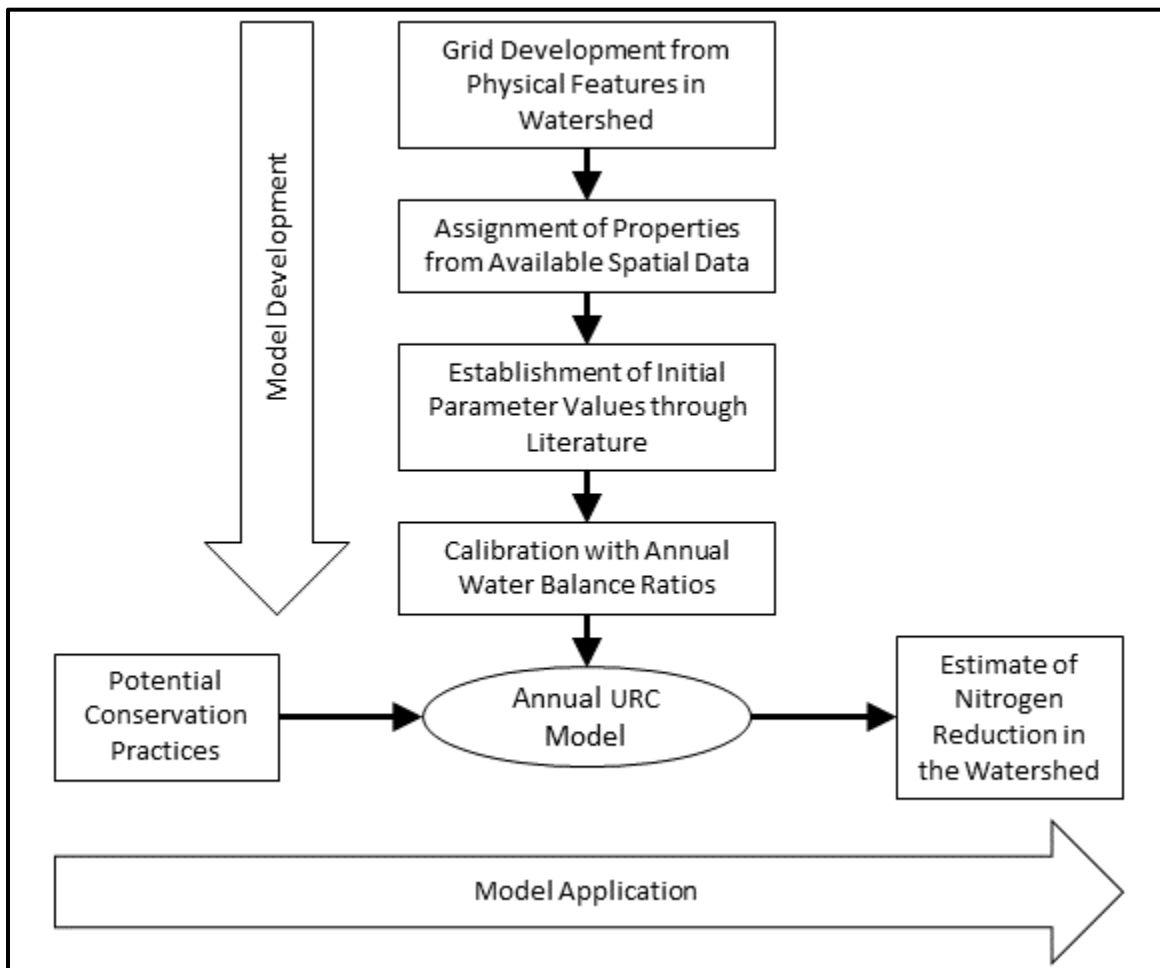 Grid Development from
Physical Features in
Watershed
Model Development
Assignment of Properties
from Available Spatial Data
Establishment of Initial
Parameter Values through
Literature
Calibration with Annual
Water Balance Ratios
Potential
Conservation
Practices
Annual URC
Model
Estimate of
Nitrogen
Reduction in
the Watershed
Model Application